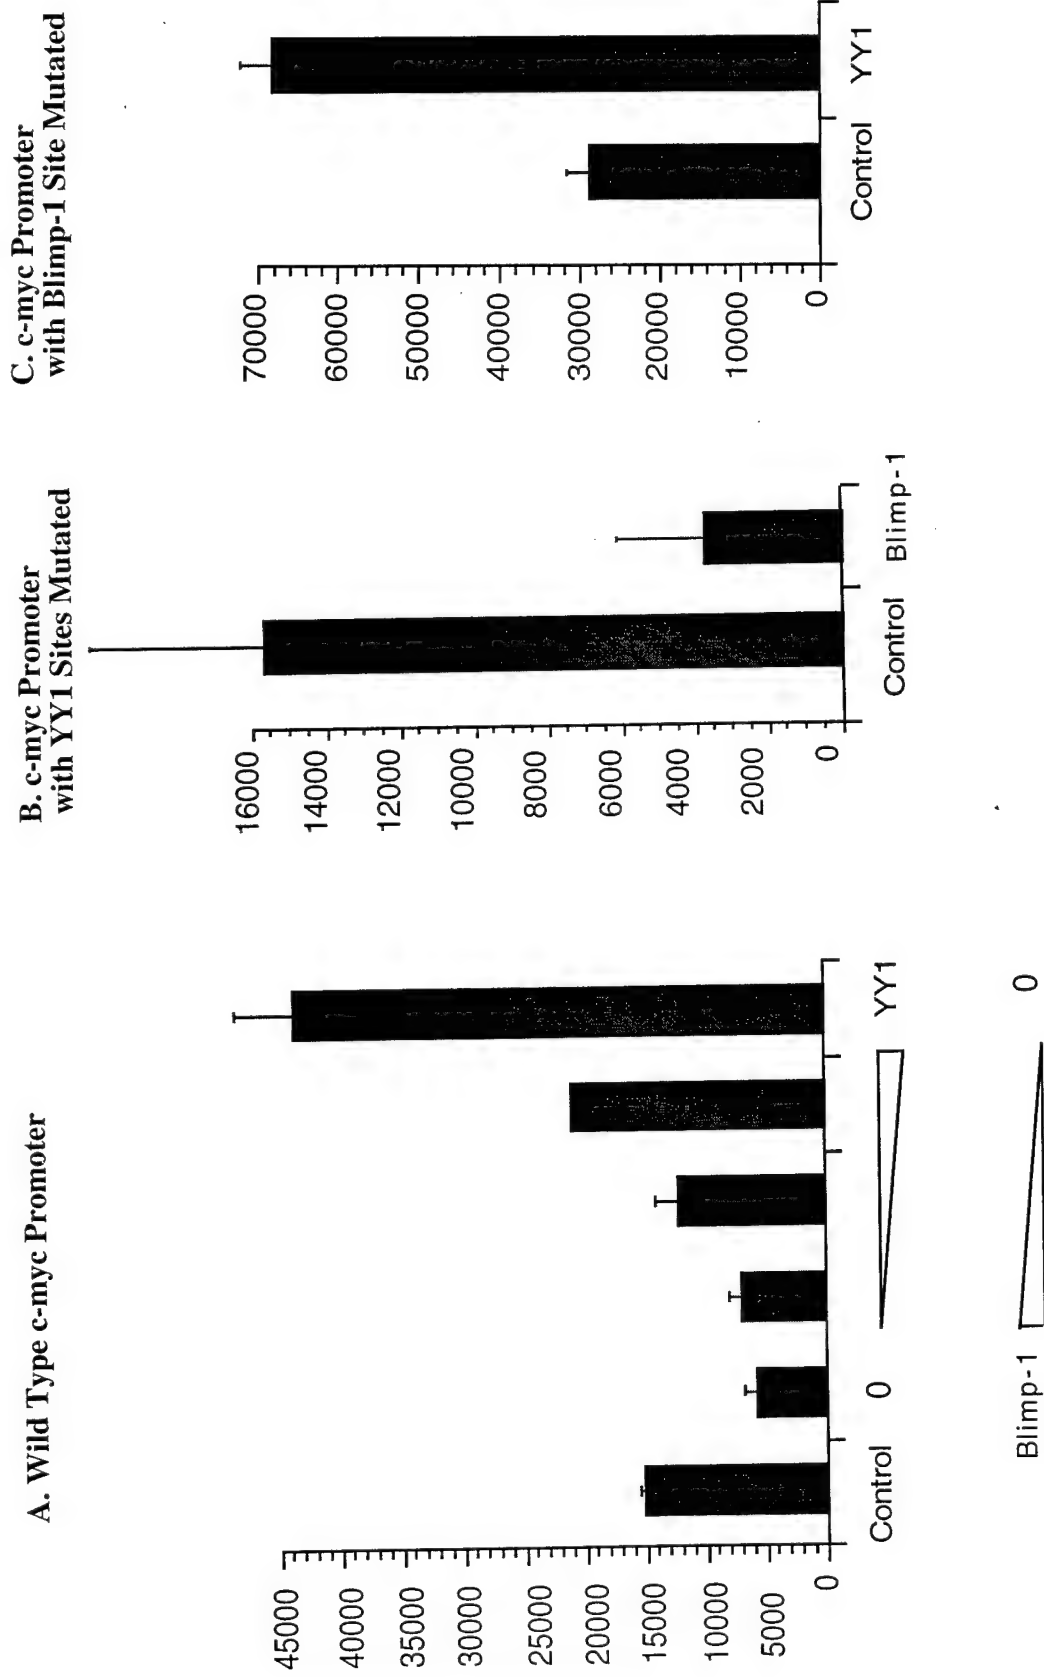 A. Wild Type c-myc Promoter
45000
40000
35000
30000
25000
20000
15000
10000
5000
0
Control
0
YY1
Blimp-1
0
B. c-myc Promoter
with YY1 Sites Mutated
16000
14000
12000
10000
8000
6000
4000
2000
0
Control
Blimp-1
C. c-myc Promoter
with Blimp-1 Site Mutated
70000
60000
50000
40000
30000
20000
10000
0
Control
YY1